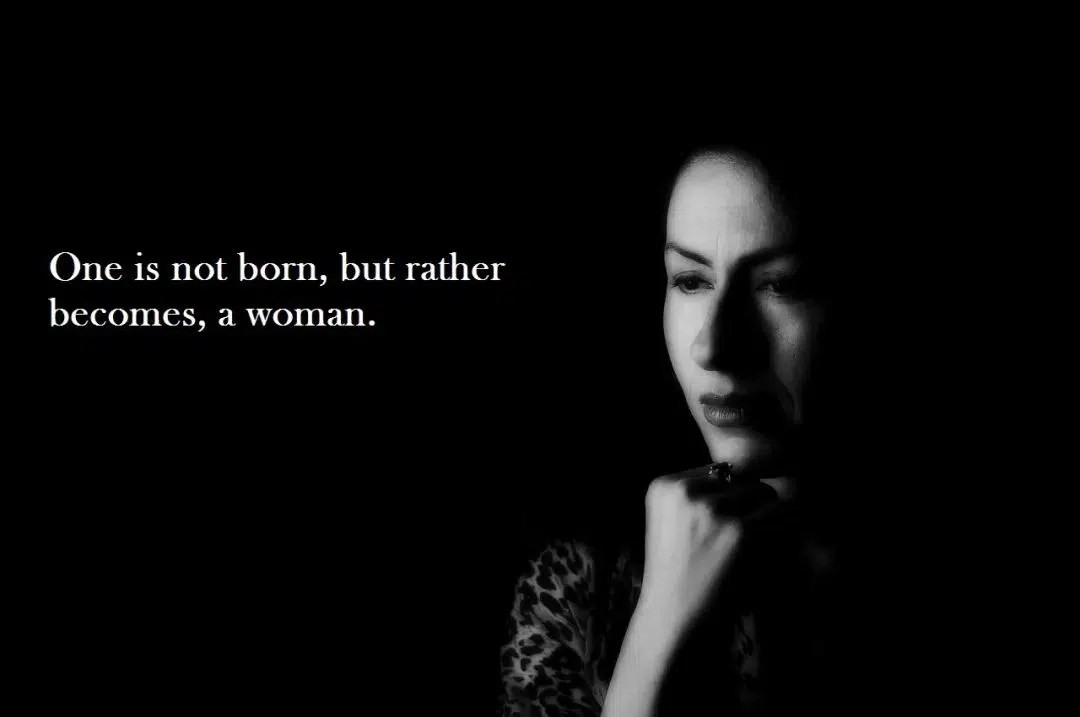 One is not born, but rather
becomes, a woman.